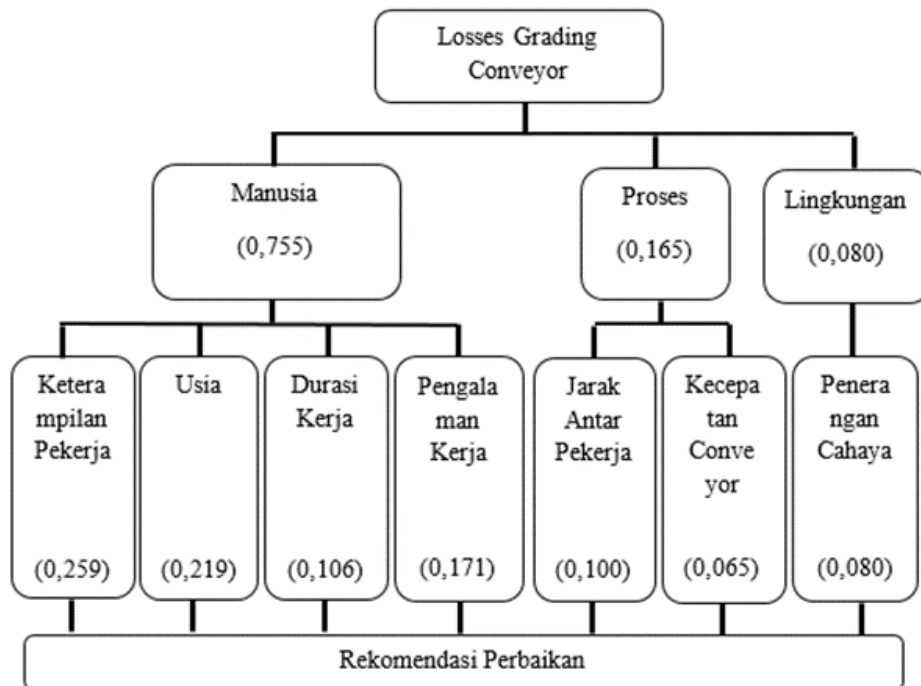 Losses Grading
Conveyor
Manusia
(0,755)
Proses
(0,165)
Lingkungan
(0,080)
Ketera
mpilan
Pekerja
(0,259)
Usia
(0,219)
Durasi
Kerja
(0,106)
Pengala
man
Kerja
(0,171)
Jarak
Antar
Pekerja
(0,100)
Kecepa
tan
Conve
yor
(0,065)
Penera
ngan
Cahaya
(0,080)
Rekomendasi Perbaikan